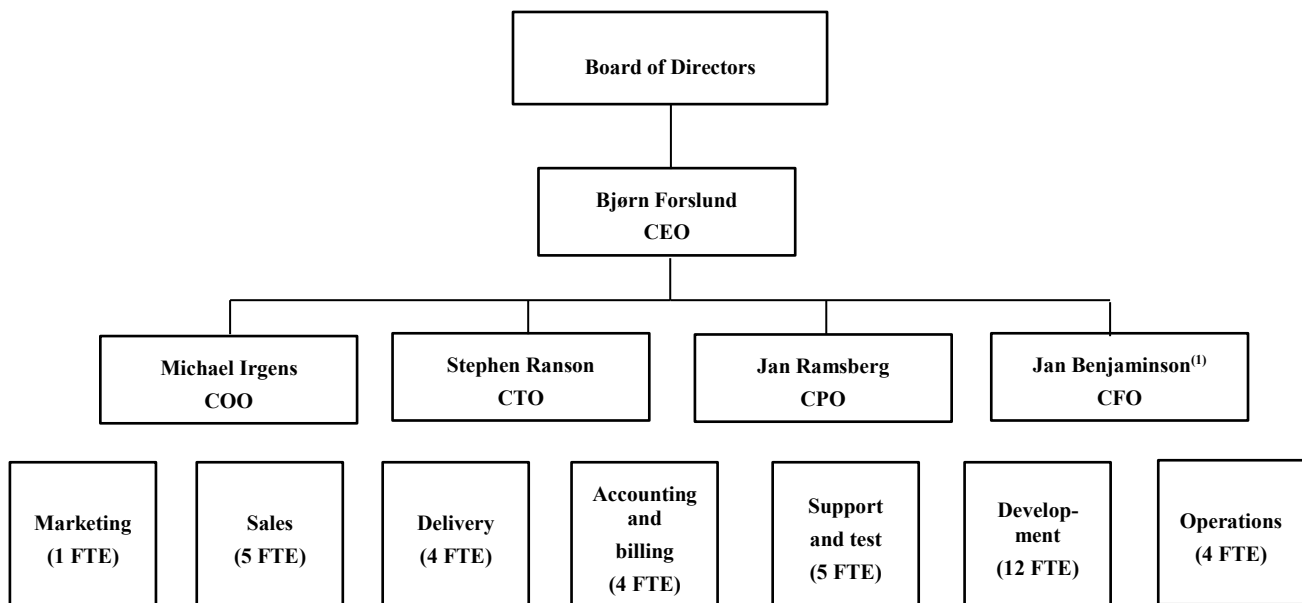 Board of Directors
Bjørn Forslund
CEO
Michael Irgens
COO
Stephen Ranson
CTO
Jan Ramsberg
CPO
Jan Benjaminson(1)
CFO
Marketing
(1 FTE)
Sales
(5 FTE)
Delivery
(4 FTE)
Accounting
and
billing
(4 FTE)
Support
and test
(5 FTE)
Develop-
ment
(12 FTE)
Operations
(4 FTE)